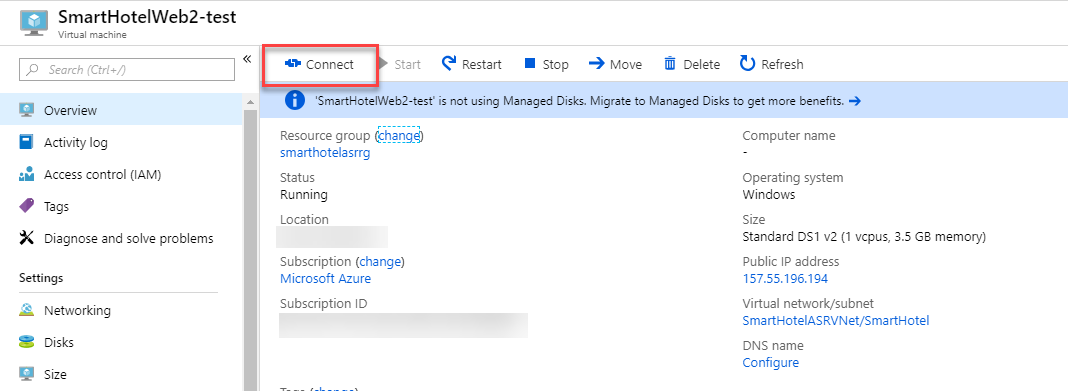 SmartHotelWeb2-test
Virtual machine
Search (Ctrl+/)
«
Overview
Activity log
Access control (IAM)
Tags
Diagnose and solve problems
Settings
Networking
Disks
Size
Connect Start Restart Stop Move Delete Refresh
'SmartHotelWeb2-test' is not using Managed Disks. Migrate to Managed Disks to get more benefits. →
Resource group (change)
smarthotelasrrg
Status
Running
Location
Subscription (change)
Microsoft Azure
Subscription ID
Tags (change)
Computer name
-
Operating system
Windows
Size
Standard DS1 v2 (1 vcpus, 3.5 GB memory)
Public IP address
157.55.196.194
Virtual network/subnet
SmartHotelASRVNet/SmartHotel
DNS name
Configure